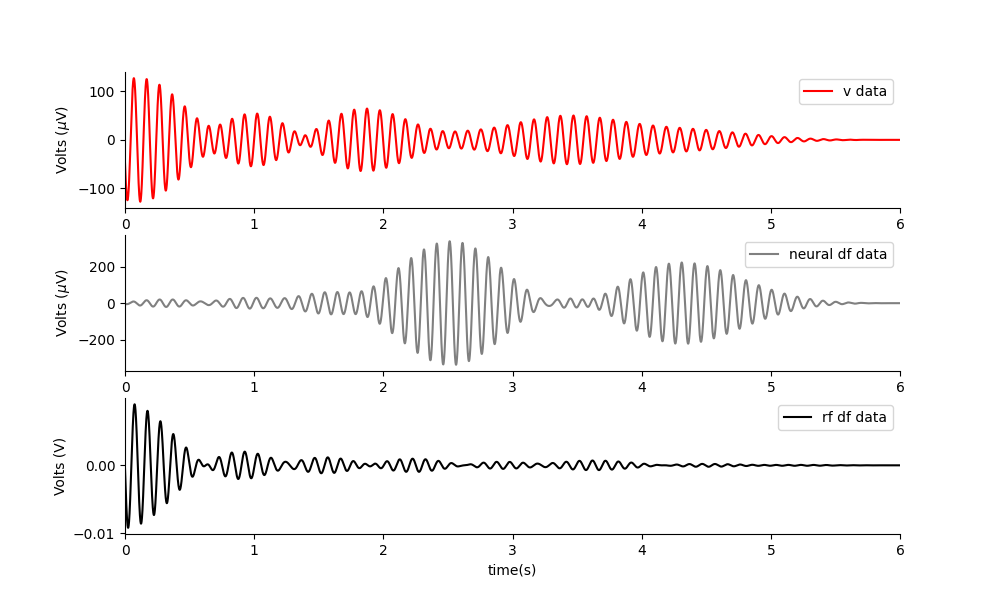 Volts (μV)
100
0
−100
v data
0 1 2 3 4 5 6
Volts (μV)
200
0
−200
neural df data
0 1 2 3 4 5 6
Volts (V)
0.00
−0.01
rf df data
0 1 2 3 4 5 6
time(s)